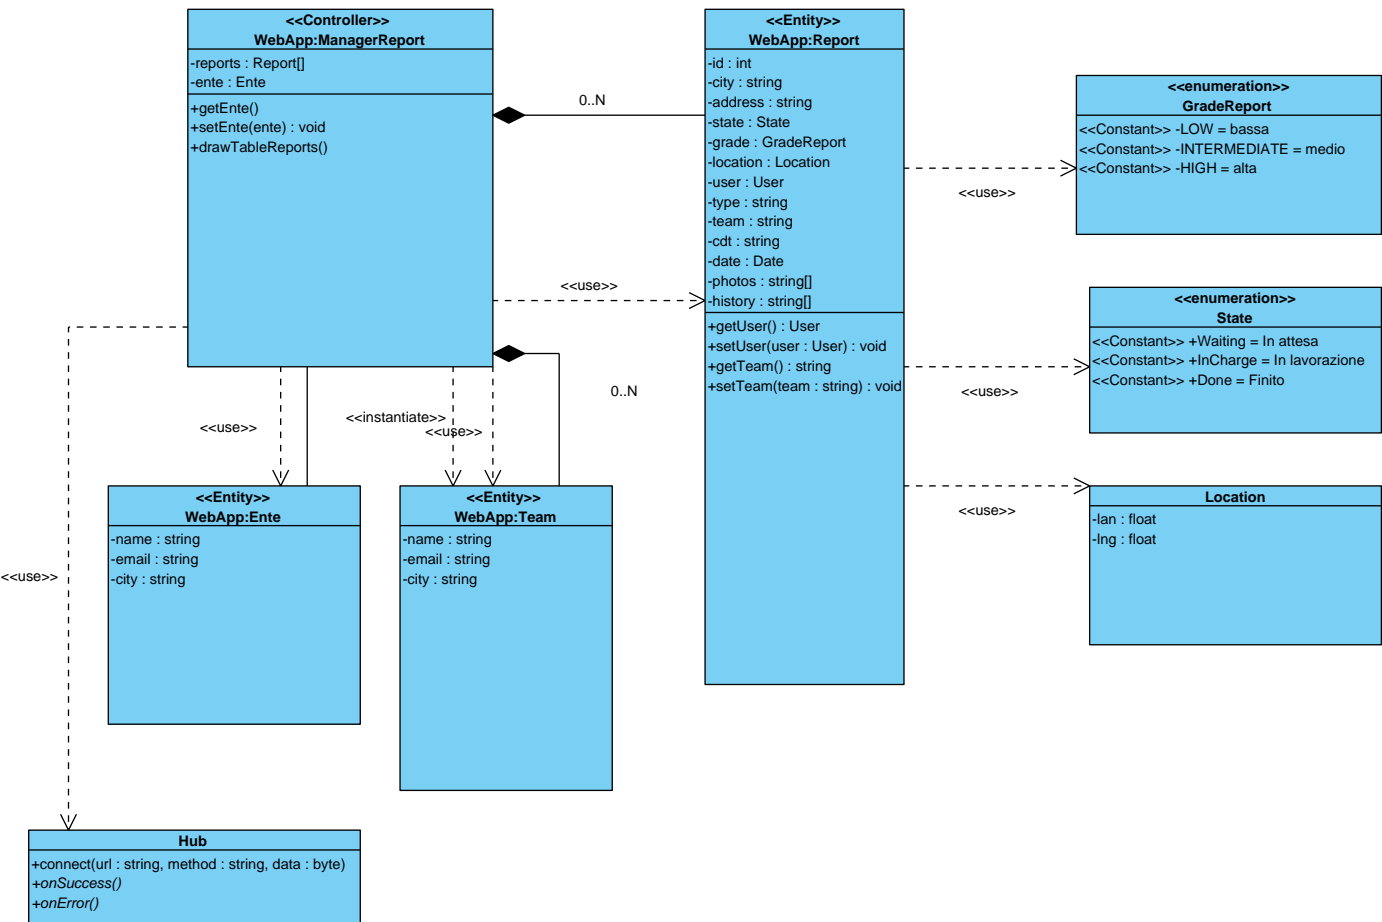 <<Controller>>
WebApp:ManagerReport
-reports : Report[]
-ente : Ente
+getEnte()
+setEnte(ente) : void
+drawTableReports()
0..N
<<use>>
<<Entity>>
WebApp:Report
-id : int
-city : string
-address : string
-state : State
-grade : GradeReport
-location : Location
-user : User
-type : string
-team : string
-cdt : string
-date : Date
-photos : string[]
-history : string[]
+getUser() : User
+setUser(user : User) : void
+getTeam() : string
+setTeam(team : string) : void
<<use>>
<<enumeration>>
GradeReport
<<Constant>> -LOW = bassa
<<Constant>> -INTERMEDIATE = medio
<<Constant>> -HIGH = alta
<<use>>
<<enumeration>>
State
<<Constant>> +Waiting = In attesa
<<Constant>> +InCharge = In lavorazione
<<Constant>> +Done = Finito
<<use>>
Location
-lan : float
-lng : float
0..N
<<use>>
<<instantiate>>
<<use>>
<<Entity>>
WebApp:Ente
-name : string
-email : string
-city : string
<<Entity>>
WebApp:Team
-name : string
-email : string
-city : string
<<use>>
Hub
+connect(url : string, method : string, data : byte)
+onSuccess()
+onError()